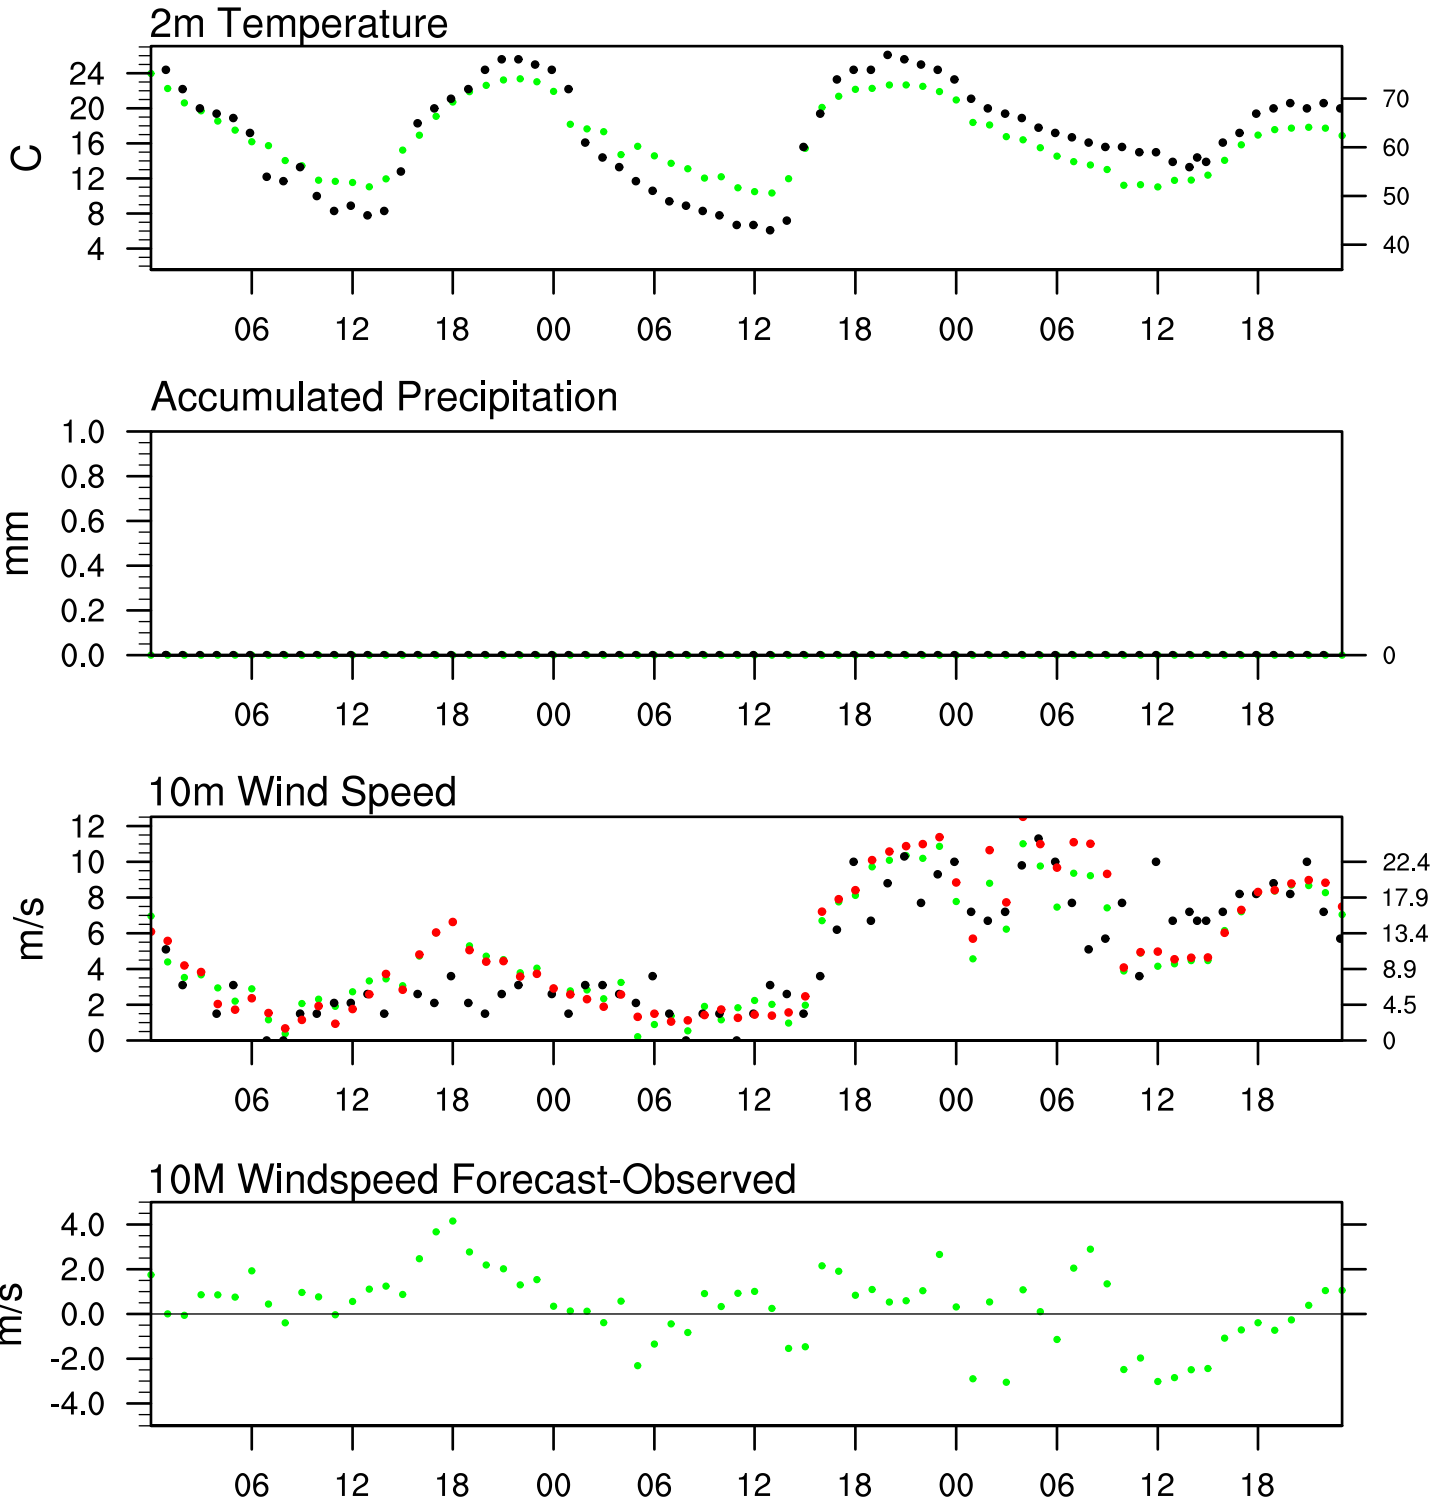 2m Temperature
24
20
16
12
8
4
C
70
60
50
40
06 12 18 00 06 12 18 00 06 12 18
Accumulated Precipitation
1.0
0.8
0.6
0.4
0.2
0.0
mm
0
06 12 18 00 06 12 18 00 06 12 18
10m Wind Speed
12
10
8
6
4
2
0
m/s
22.4
17.9
13.4
8.9
4.5
0
06 12 18 00 06 12 18 00 06 12 18
10M Windspeed Forecast-Observed
4.0
2.0
0.0
-2.0
-4.0
m/s
06 12 18 00 06 12 18 00 06 12 18